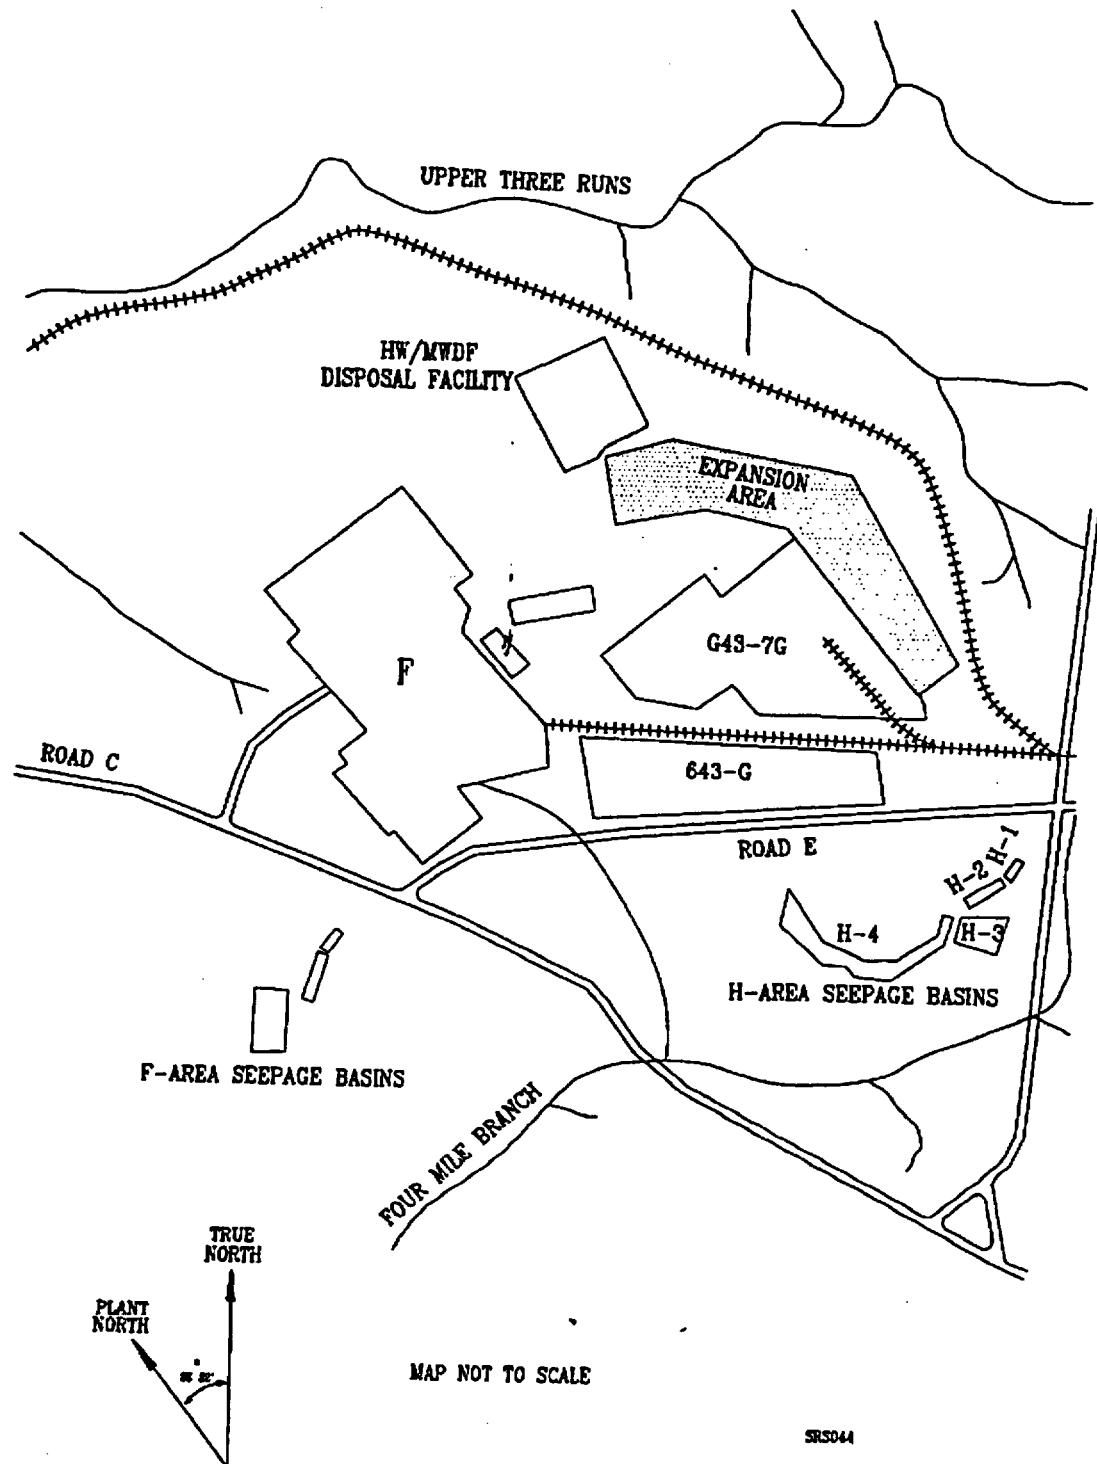 UPPER THREE RUNS
HW/MWDF
DISPOSAL FACILITY
EXPANSION
AREA
G43-7G
F
ROAD C
643-G
ROAD E
H-1
H-2
H-3
H-4
H-AREA SEEPAGE BASINS
F-AREA SEEPAGE BASINS
FOUR MILE BRANCH
TRUE
NORTH
PLANT
NORTH
MAP NOT TO SCALE
SRS044